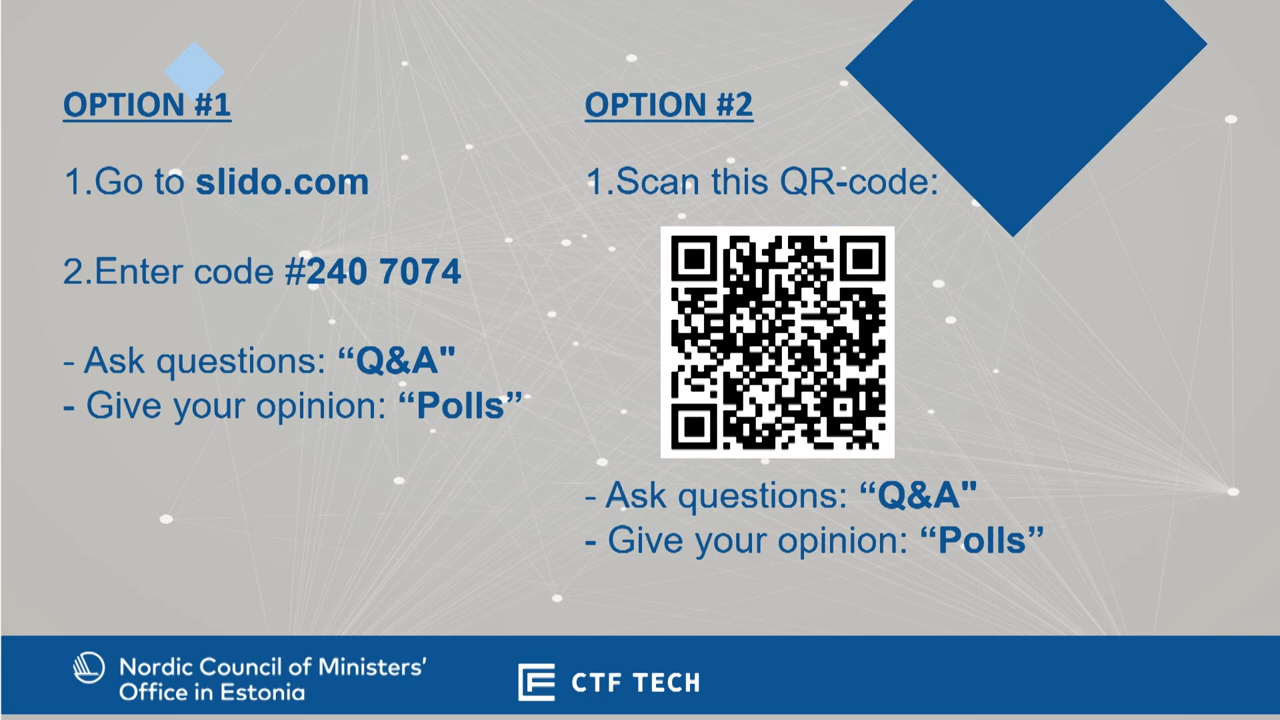 OPTION #1
1.Go to slido.com
2.Enter code #240 7074
- Ask questions: “Q&A"
- Give your opinion: “Polls”
OPTION #2
1.Scan this QR-code:
- Ask questions: “Q&A"
- Give your opinion: “Polls”
Nordic Council of Ministers’
Office in Estonia
CTF TECH